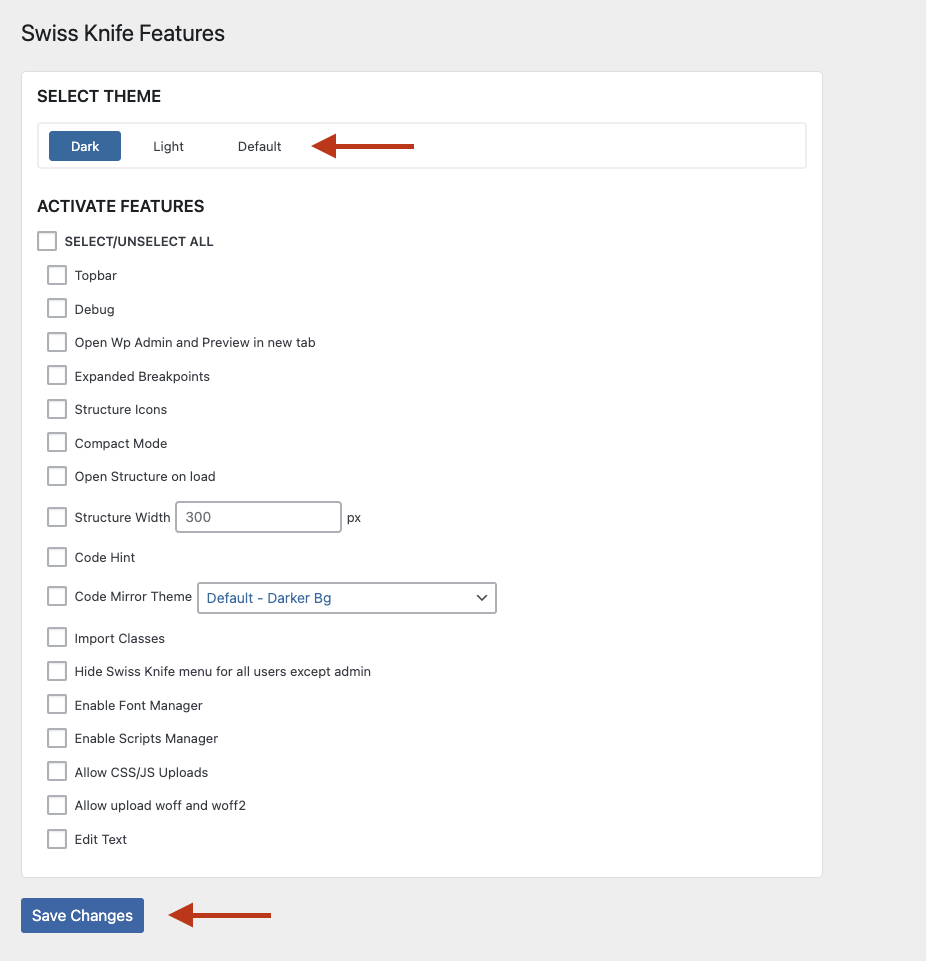 Swiss Knife Features
SELECT THEME
Dark Light Default
ACTIVATE FEATURES
SELECT/UNSELECT ALL
Topbar
Debug
Open Wp Admin and Preview in new tab
Expanded Breakpoints
Structure Icons
Compact Mode
Open Structure on load
Structure Width 300 px
Code Hint
Code Mirror Theme Default - Darker Bg
Import Classes
Hide Swiss Knife menu for all users except admin
Enable Font Manager
Enable Scripts Manager
Allow CSS/JS Uploads
Allow upload woff and woff2
Edit Text
Save Changes